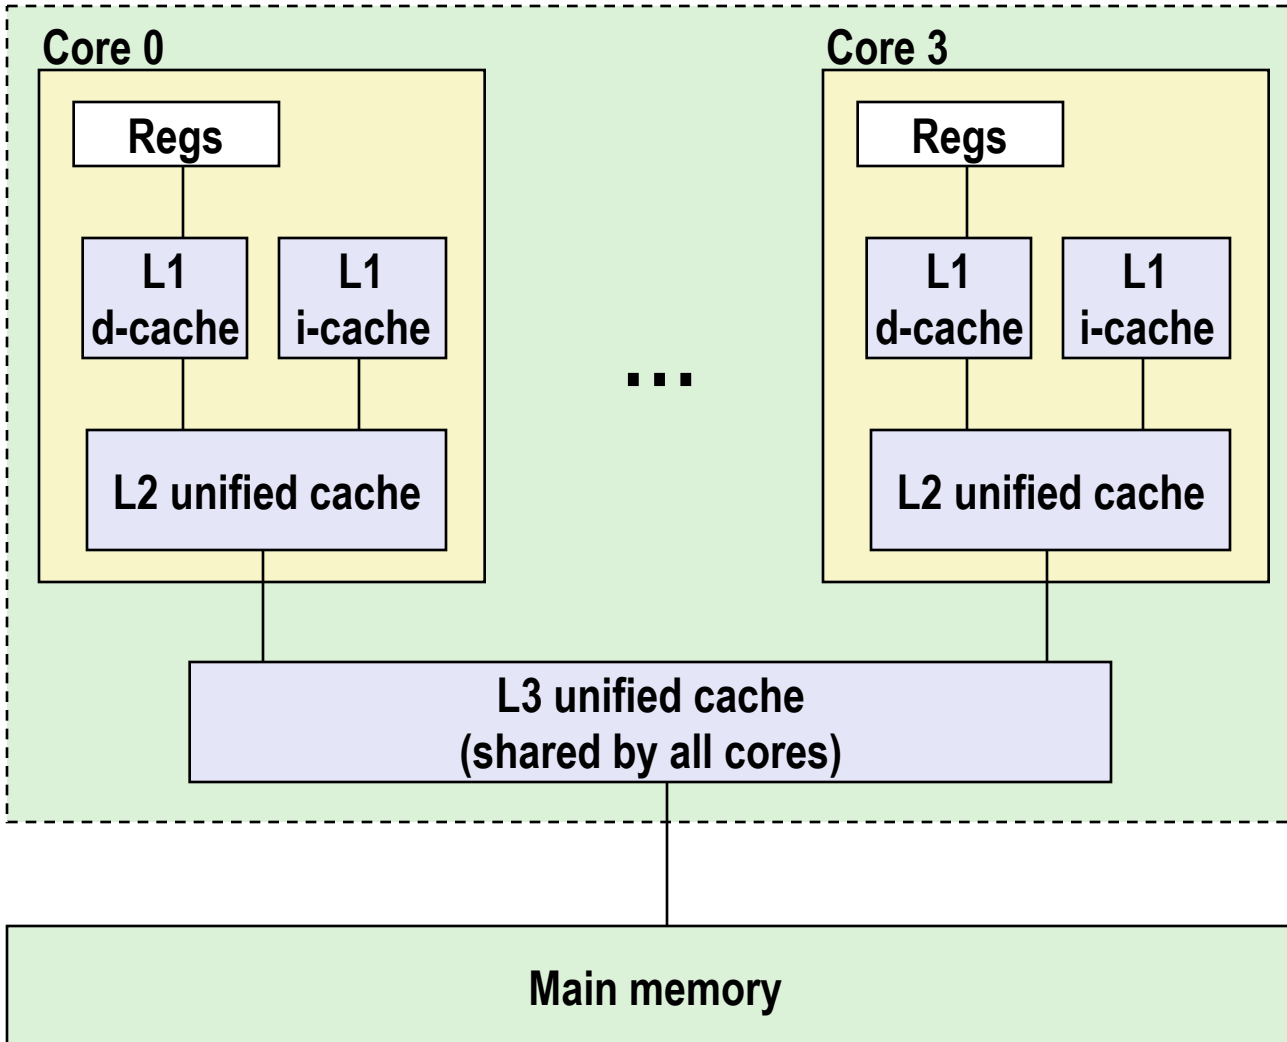 Core 0
Regs
L1
d-cache
L1
i-cache
L2 unified cache
...
Core 3
Regs
L1
d-cache
L1
i-cache
L2 unified cache
L3 unified cache
(shared by all cores)
Main memory